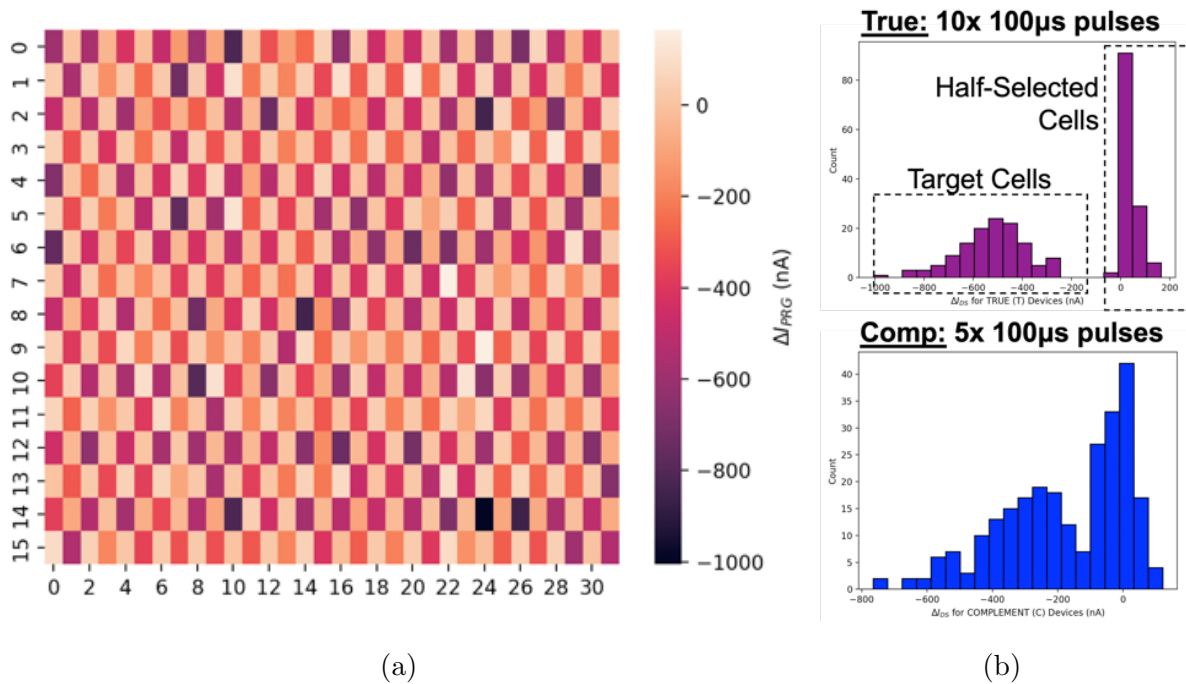 0
1
2
3
4
5
6
7
8
9
10
11
12
13
14
15
0 2 4 6 8 10 12 14 16 18 20 22 24 26 28 30
0
−200
−400
−600
−800
−1000
ΔI_PRG (nA)
(a)
True: 10x 100µs pulses
Half-Selected
Cells
Target Cells
Count
80
60
40
20
0
−1000 −800 −600 −400 −200 0 200
ΔI_DS for TRUE (T) Devices (nA)
Comp: 5x 100µs pulses
Count
40
35
30
25
20
15
10
5
0
−800 −600 −400 −200 0
ΔI_DS for COMPLEMENT (C) Devices (nA)
(b)